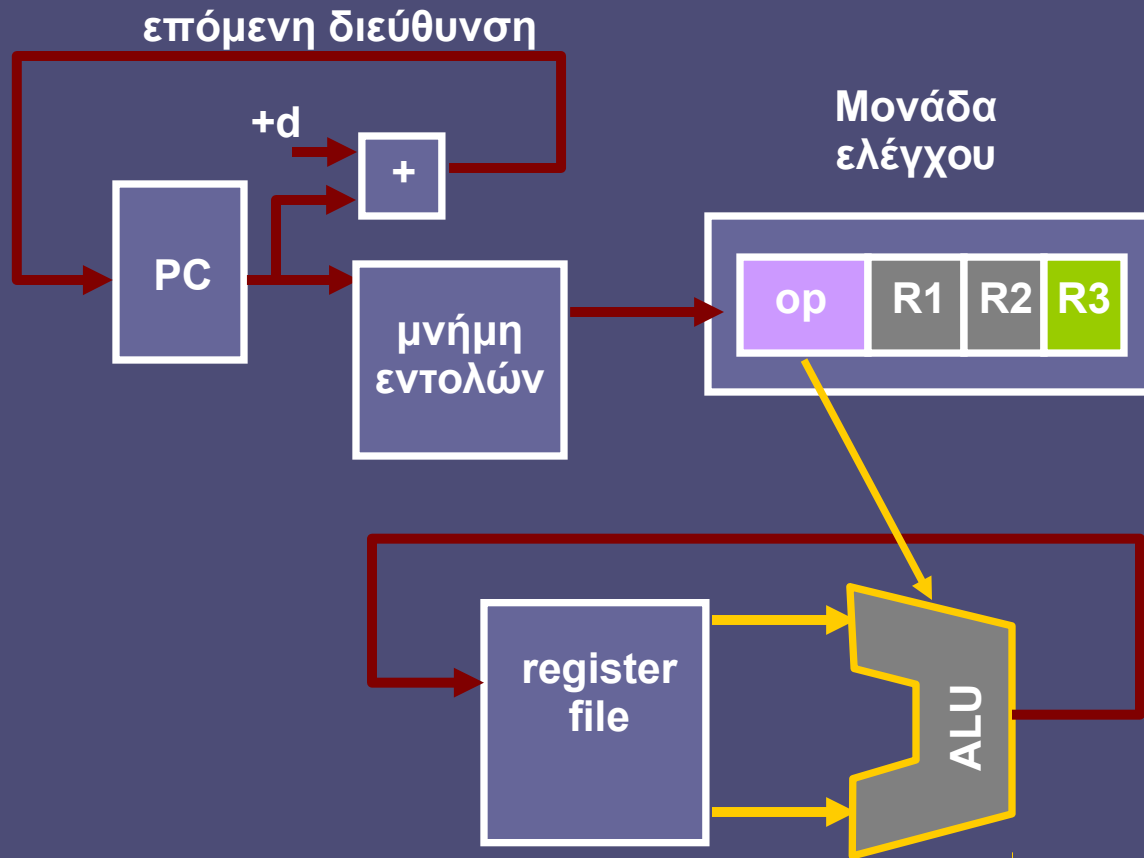 επόμενη διεύθυνση
+d
+
Μονάδα
ελέγχου
PC
op R1 R2 R3
μνήμη
εντολών
register
file
ALU